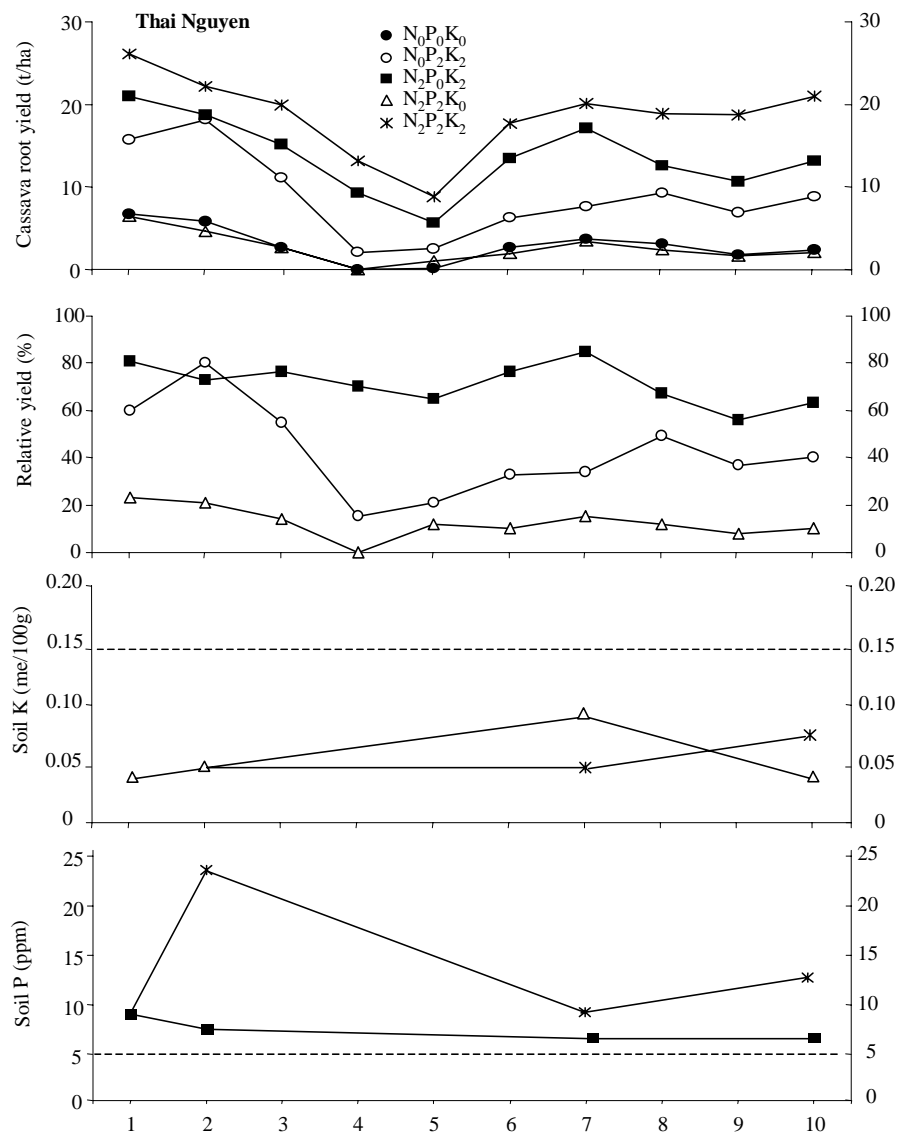 Thai Nguyen
N₀P₀K₀
N₀P₂K₂
N₂P₀K₂
N₂P₂K₀
N₂P₂K₂
Cassava root yield (t/ha)
30 30
20 20
10 10
0 0
Relative yield (%)
100 100
80 80
60 60
40 40
20 20
0 0
Soil K (me/100g)
0.20 0.20
0.15 0.15
0.10 0.10
0.05 0.05
0 0
Soil P (ppm)
25 25
20 20
15 15
10 10
5 5
0 0
1 2 3 4 5 6 7 8 9 10